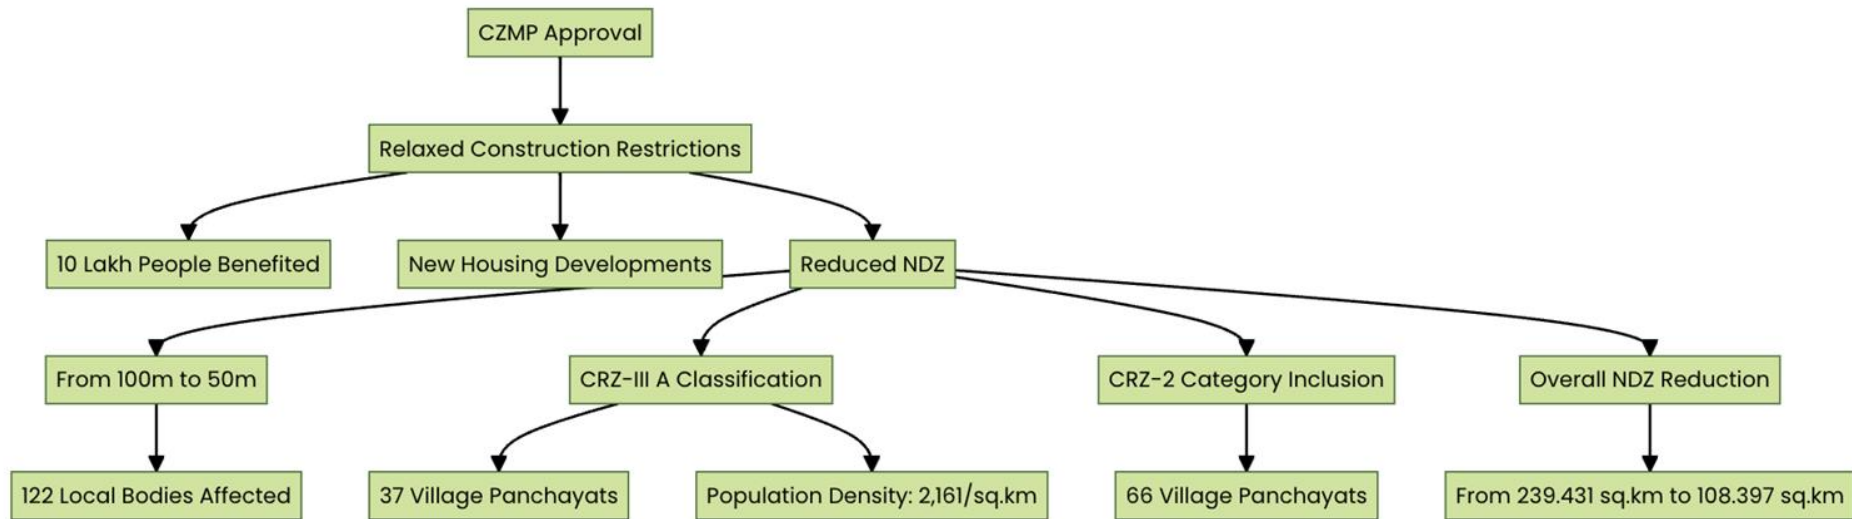 CZMP Approval
Relaxed Construction Restrictions
10 Lakh People Benefited
New Housing Developments
Reduced NDZ
From 100m to 50m
CRZ-III A Classification
CRZ-2 Category Inclusion
Overall NDZ Reduction
122 Local Bodies Affected
37 Village Panchayats
Population Density: 2,161/sq.km
66 Village Panchayats
From 239.431 sq.km to 108.397 sq.km